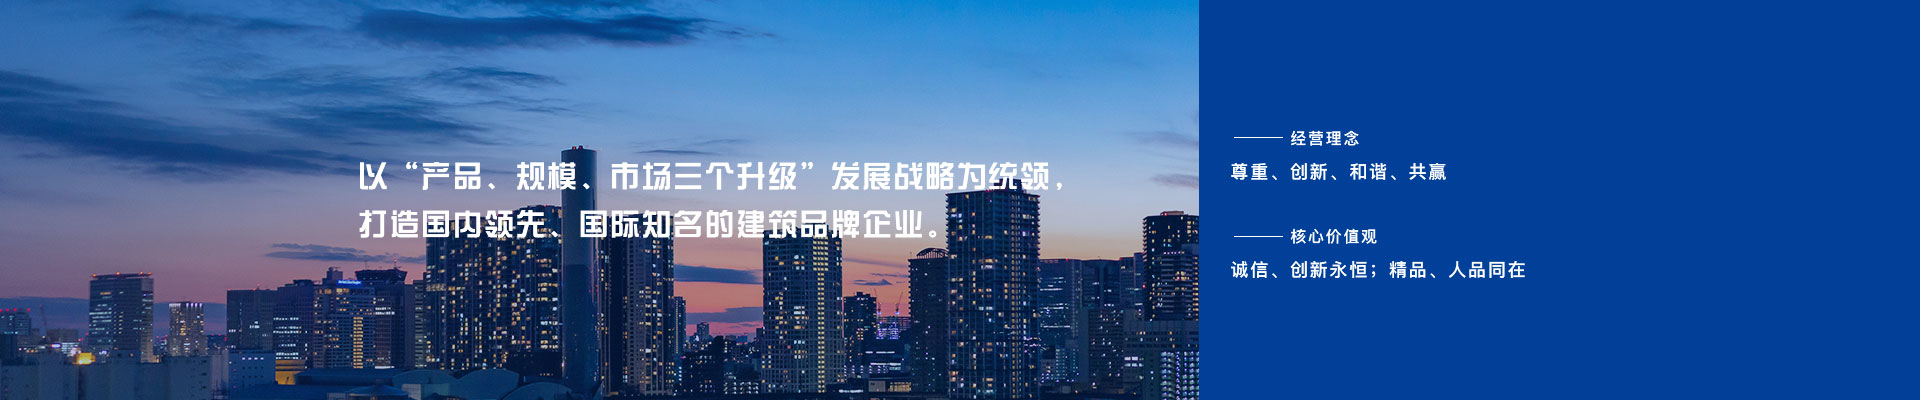 以“产品、规模、市场三个升级”发展战略为统领，
打造国内领先、国际知名的建筑品牌企业。
经营理念
尊重、创新、和谐、共赢
核心价值观
诚信、创新永恒；精品、人品同在